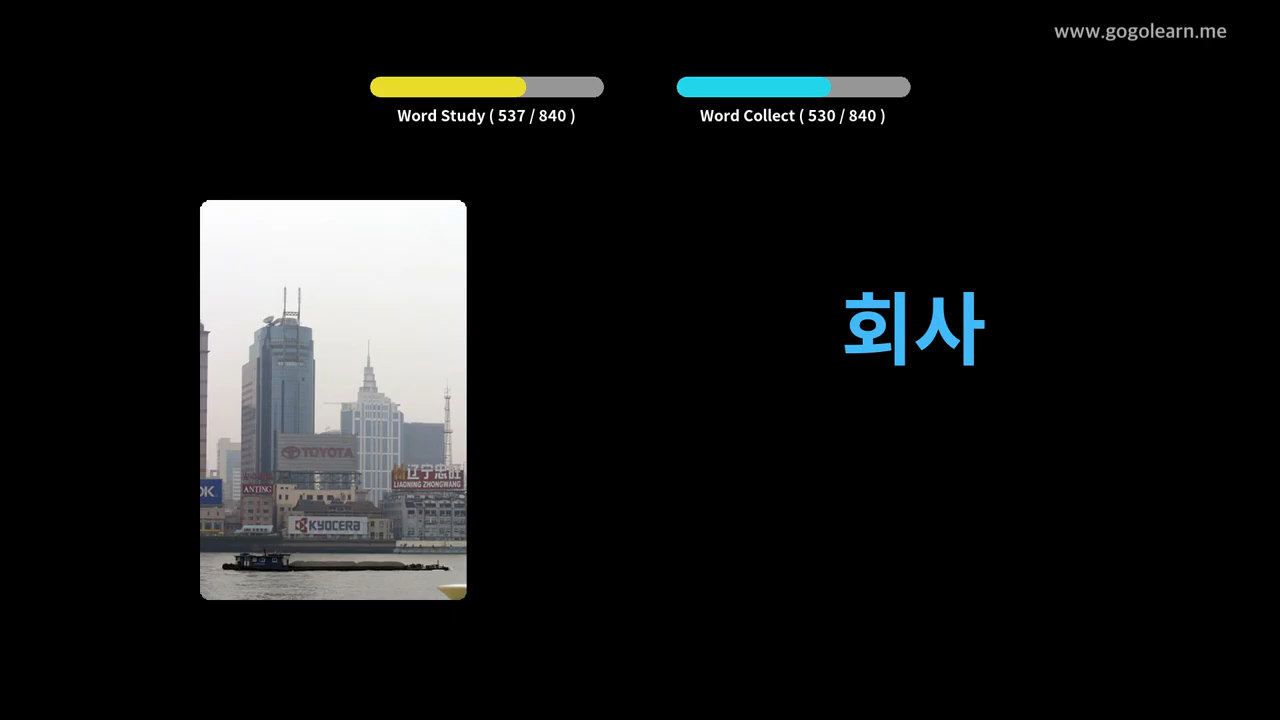 www.gogolearn.me
Word Study ( 537 / 840 )
Word Collect ( 530 / 840 )
회사
TOYOTA
OK
ANTING
辽宁忠旺
LIAONING ZHONGWANG
KYOCERA